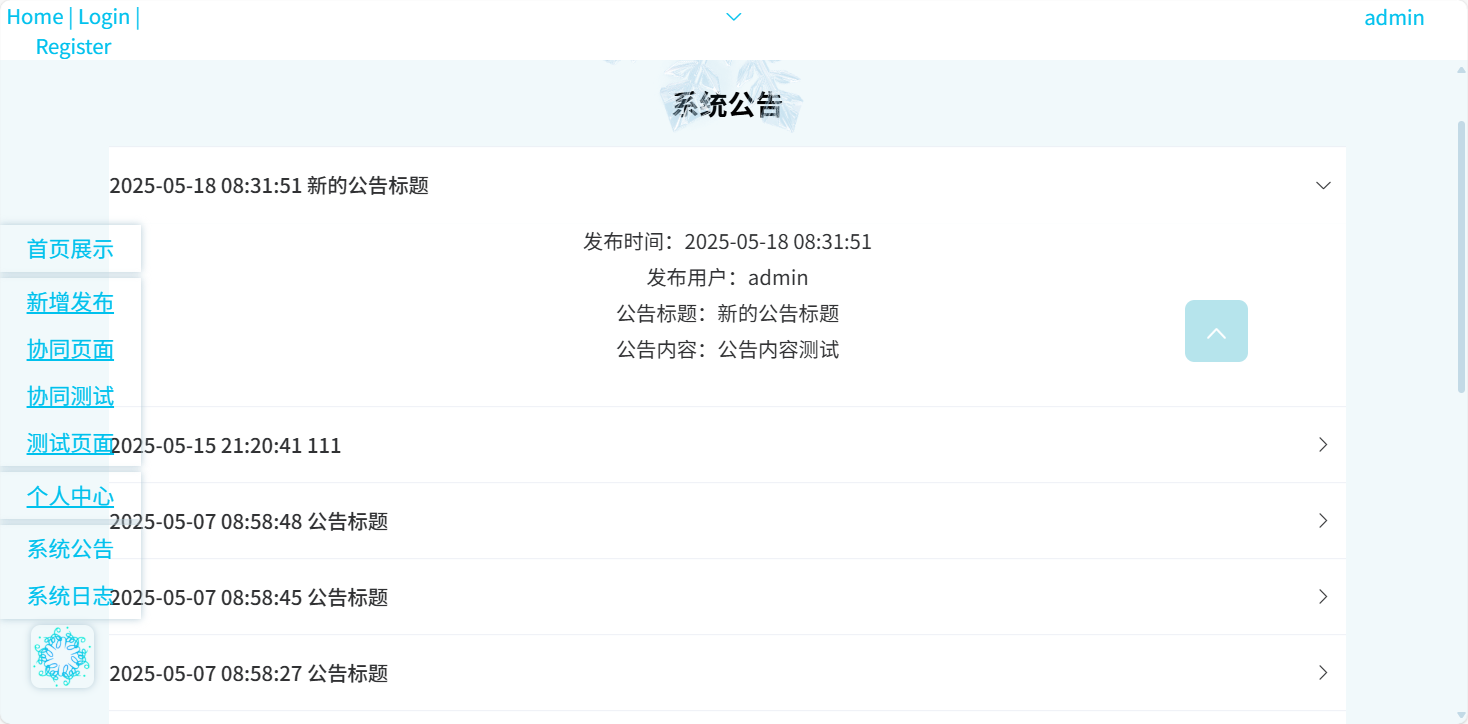 Home | Login |
Register
admin
系统公告
2025-05-18 08:31:51 新的公告标题
发布时间：2025-05-18 08:31:51
发布用户：admin
公告标题：新的公告标题
公告内容：公告内容测试
2025-05-15 21:20:41 111
2025-05-07 08:58:48 公告标题
2025-05-07 08:58:45 公告标题
2025-05-07 08:58:27 公告标题
首页展示
新增发布
协同页面
协同测试
测试页面
个人中心
系统公告
系统日志